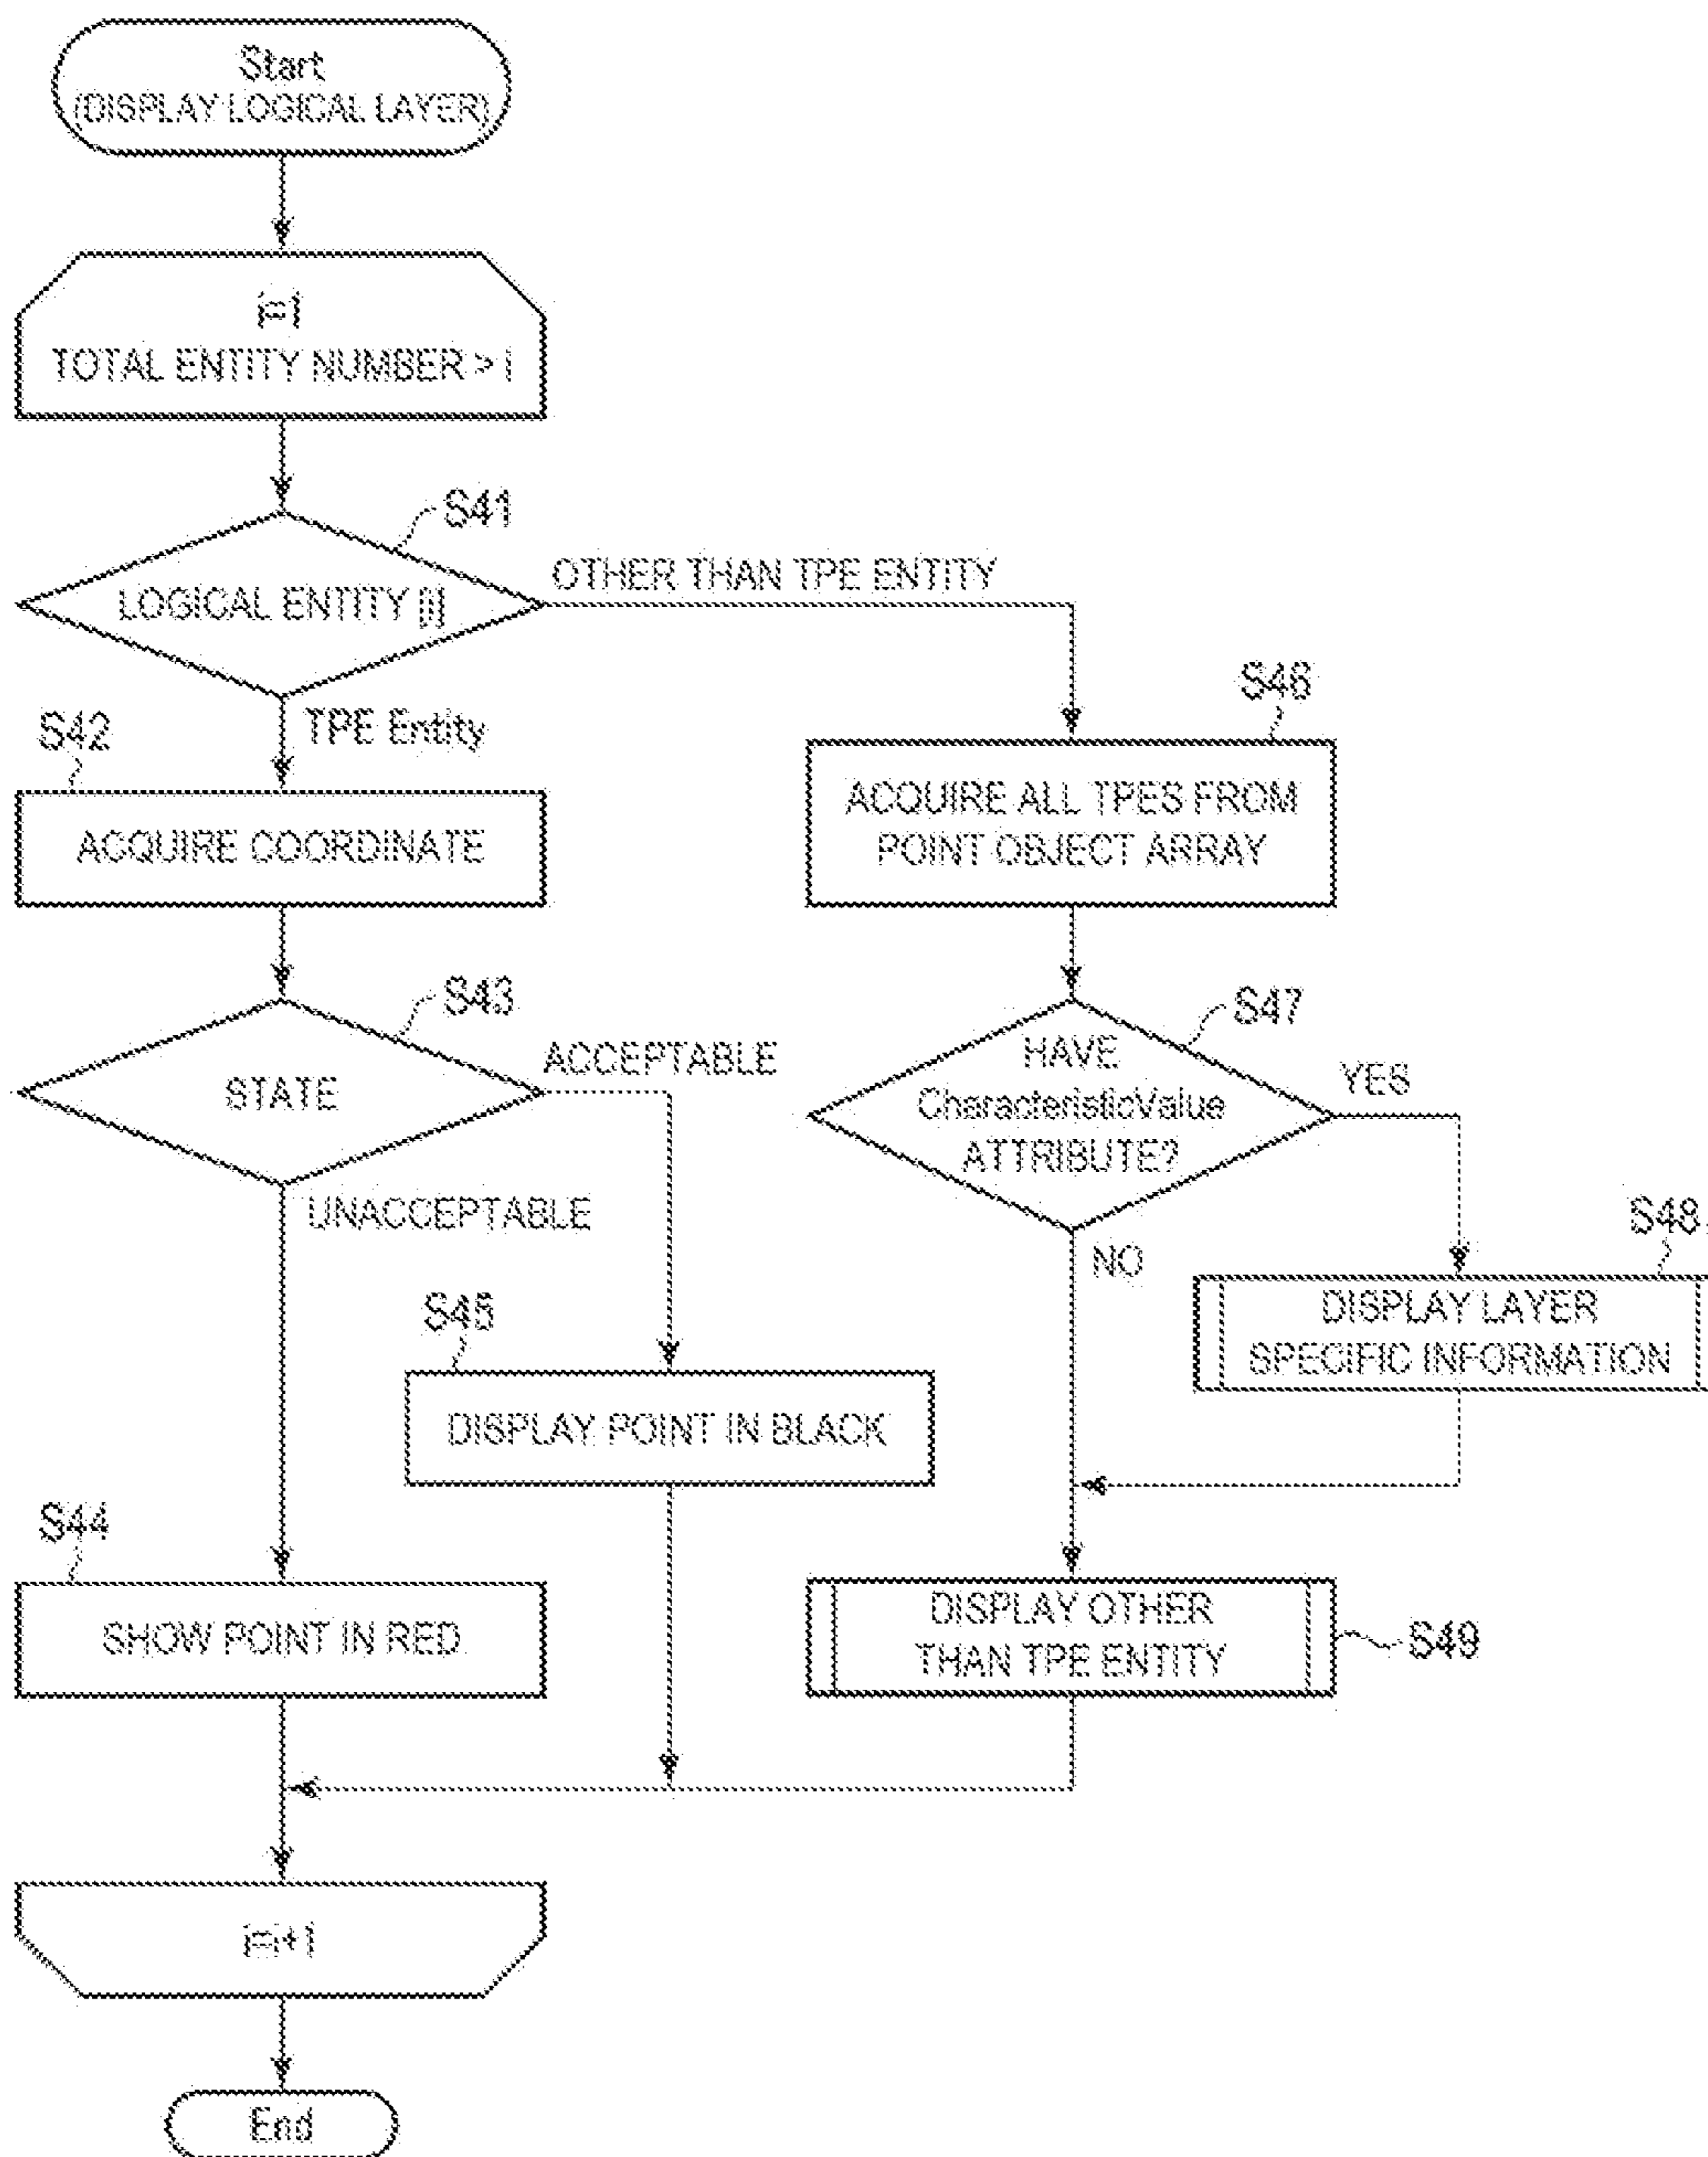 Start
(DISPLAY LOGICAL LAYER)
i=1
TOTAL ENTITY NUMBER > i
S41
LOGICAL ENTITY [i]
OTHER THAN TPE ENTITY
TPE Entity
S42
ACQUIRE COORDINATE
S46
ACQUIRE ALL TPES FROM
POINT OBJECT ARRAY
S43
STATE
ACCEPTABLE
UNACCEPTABLE
S47
HAVE
CharacteristicValue
ATTRIBUTE?
YES
NO
S48
DISPLAY LAYER
SPECIFIC INFORMATION
S45
DISPLAY POINT IN BLACK
S44
SHOW POINT IN RED
DISPLAY OTHER
THAN TPE ENTITY
S49
i=i+1
End